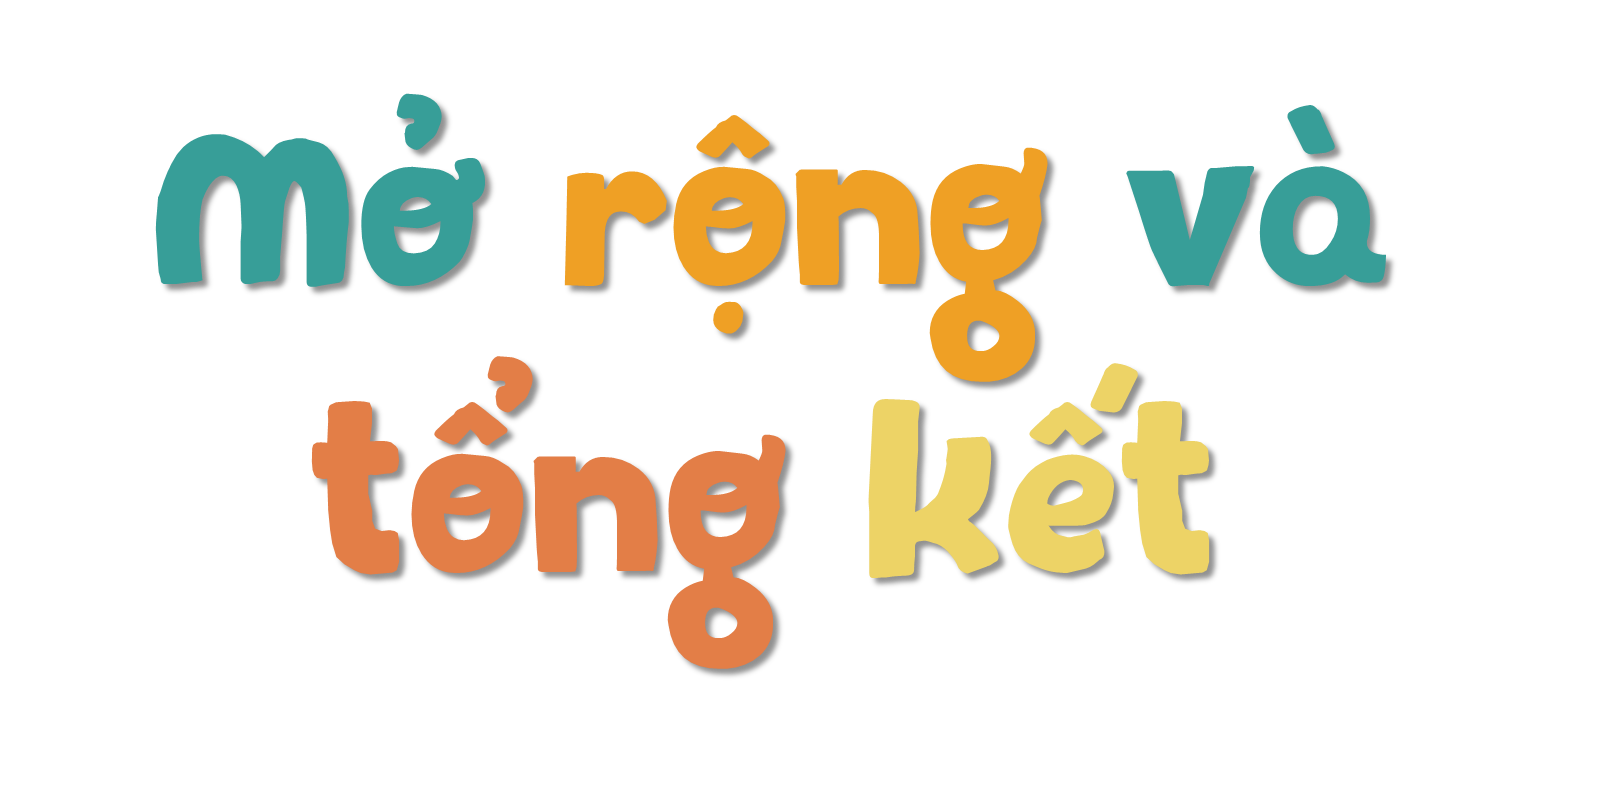 Mở rộng và
tổng kết